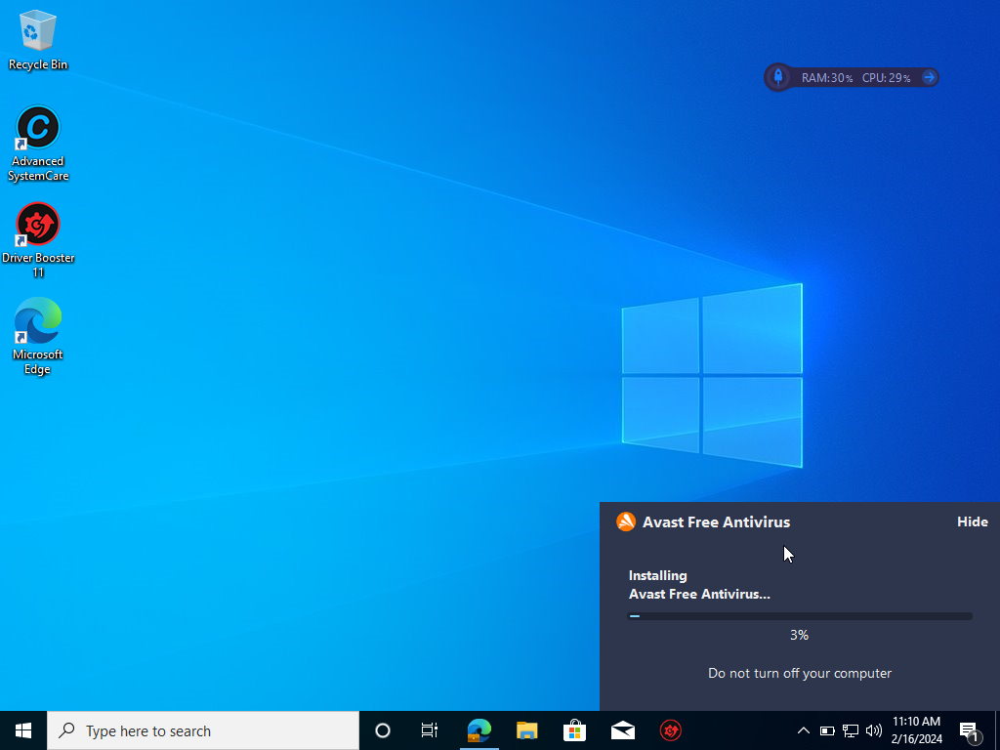 Recycle Bin
Advanced
SystemCare
Driver Booster
11
Microsoft
Edge
RAM:30% CPU:29%
Avast Free Antivirus
Hide
Installing
Avast Free Antivirus...
3%
Do not turn off your computer
Type here to search
11:10 AM
2/16/2024
1